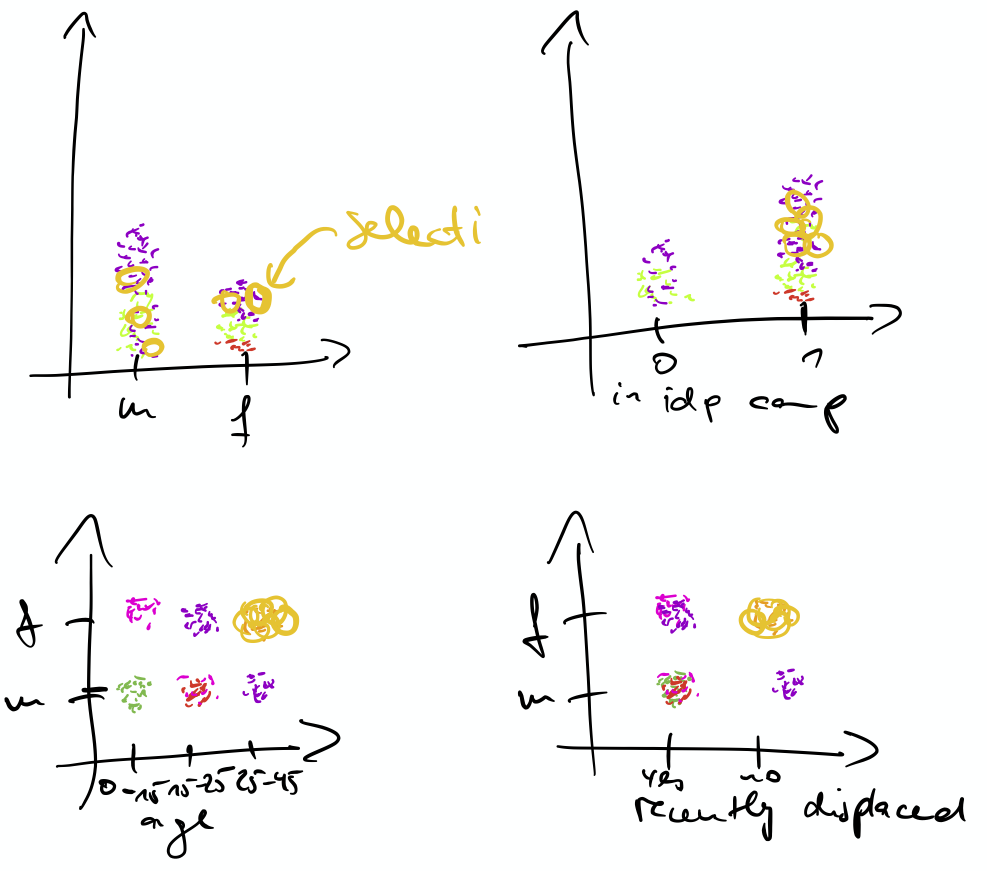 selecti
m f
0 1
in idp camp
f
m
0-15 15-25 25-45
age
f
m
yes no
recently displaced